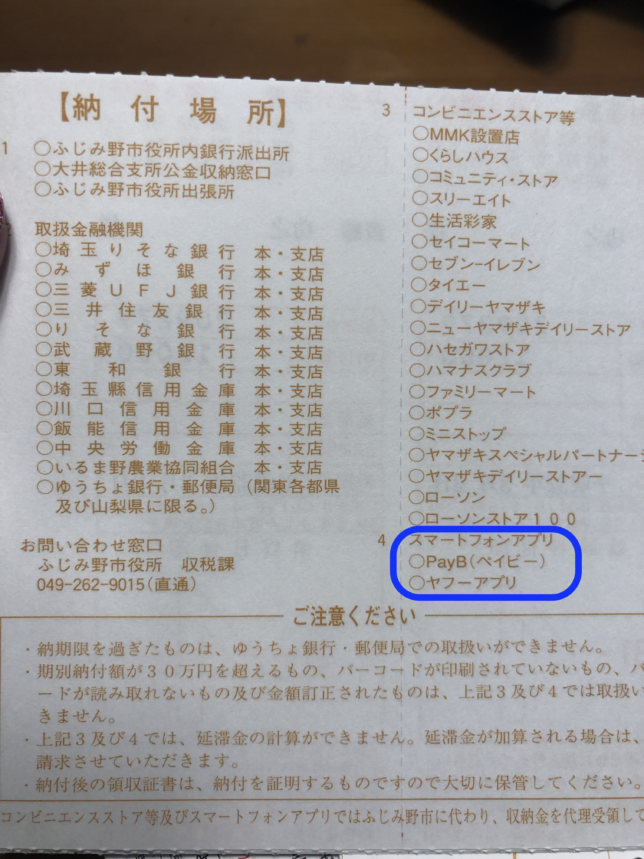 【納付場所】
1 ○ふじみ野市役所内銀行派出所
○大井総合支所公金収納窓口
○ふじみ野市役所出張所
取扱金融機関
○埼玉りそな銀行 本・支店
○みずほ銀行 本・支店
○三菱UFJ銀行 本・支店
○三井住友銀行 本・支店
○りそな銀行 本・支店
○武蔵野銀行 本・支店
○東和銀行 本・支店
○埼玉縣信用金庫 本・支店
○川口信用金庫 本・支店
○飯能信用金庫 本・支店
○中央労働金庫 本・支店
○いるま野農業協同組合 本・支店
○ゆうちょ銀行・郵便局(関東各都県
及び山梨県に限る。)
お問い合わせ窓口
ふじみ野市役所 収税課
049-262-9015(直通)
3 コンビニエンスストア等
○MMK設置店
○くらしハウス
○コミュニティ・ストア
○スリーエイト
○生活彩家
○セイコーマート
○セブン-イレブン
○タイエー
○デイリーヤマザキ
○ニューヤマザキデイリーストア
○ハセガワストア
○ハマナスクラブ
○ファミリーマート
○ポプラ
○ミニストップ
○ヤマザキスペシャルパートナーシ
○ヤマザキデイリーストアー
○ローソン
○ローソンストア100
4 スマートフォンアプリ
○PayB(ペイビー)
○ヤフーアプリ
ご注意ください
・納期限を過ぎたものは、ゆうちょ銀行・郵便局での取扱いができません。
・期別納付額が30万円を超えるもの、バーコードが印刷されていないもの、バ
ードが読み取れないもの及び金額訂正されたものは、上記3及び4では取扱い
きません。
・上記3及び4では、延滞金の計算ができません。延滞金が加算される場合は、
請求させていただきます。
・納付後の領収証書は、納付を証明するものですので大切に保管してください。
コンビニエンスストア等及びスマートフォンアプリではふじみ野市に代わり、収納金を代理受領して